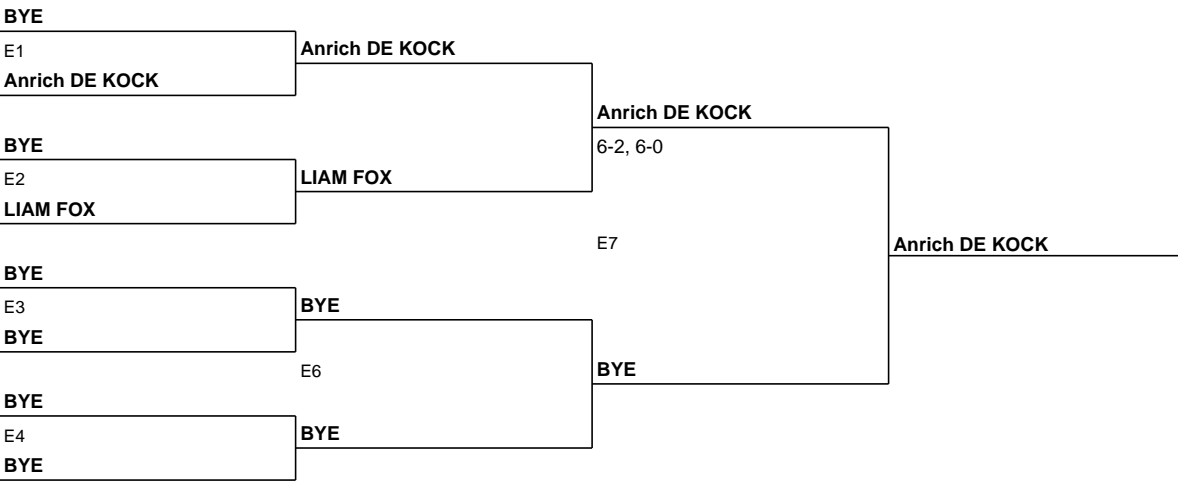 BYE
E1
Anrich DE KOCK
Anrich DE KOCK
Anrich DE KOCK
BYE
6-2, 6-0
E2
LIAM FOX
LIAM FOX
E7
Anrich DE KOCK
BYE
E3
BYE
BYE
E6
BYE
BYE
E4
BYE
BYE